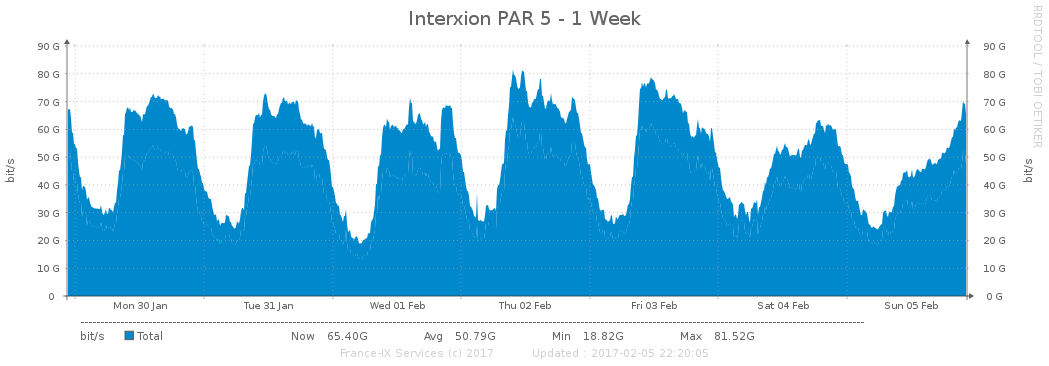 Interxion PAR 5 - 1 Week
RRDTOOL / TOBI OETIKER
bit/s
90 G 90 G
80 G 80 G
70 G 70 G
60 G 60 G
50 G 50 G
40 G 40 G
30 G 30 G
20 G 20 G
10 G 10 G
0 0 G
bit/s
Mon 30 Jan Tue 31 Jan Wed 01 Feb Thu 02 Feb Fri 03 Feb Sat 04 Feb Sun 05 Feb
bit/s Total Now 65.40G Avg 50.79G Min 18.82G Max 81.52G
France-IX Services (c) 2017 Updated : 2017-02-05 22:20:05